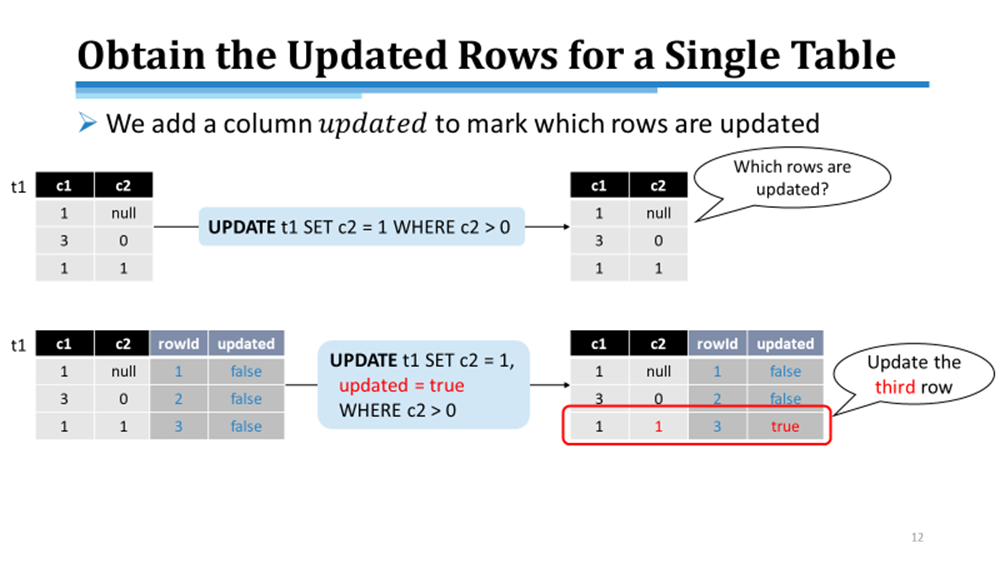 Obtain the Updated Rows for a Single Table
We add a column updated to mark which rows are updated
t1
c1 c2
1 null
3 0
1 1
UPDATE t1 SET c2 = 1 WHERE c2 > 0
c1 c2
1 null
3 0
1 1
Which rows are
updated?
t1
c1 c2 rowId updated
1 null 1 false
3 0 2 false
1 1 3 false
UPDATE t1 SET c2 = 1,
updated = true
WHERE c2 > 0
c1 c2 rowId updated
1 null 1 false
3 0 2 false
1 1 3 true
Update the
third row
12